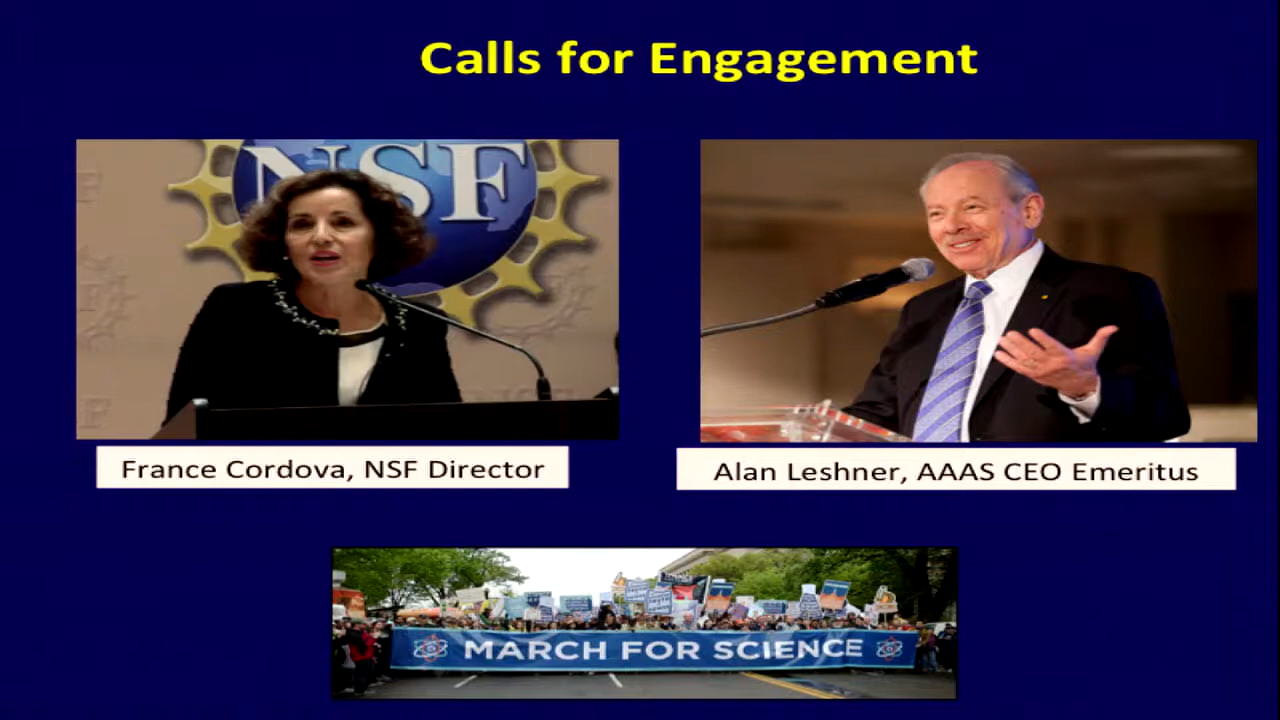 Calls for Engagement
NSF
France Cordova, NSF Director
Alan Leshner, AAAS CEO Emeritus
MARCH FOR SCIENCE